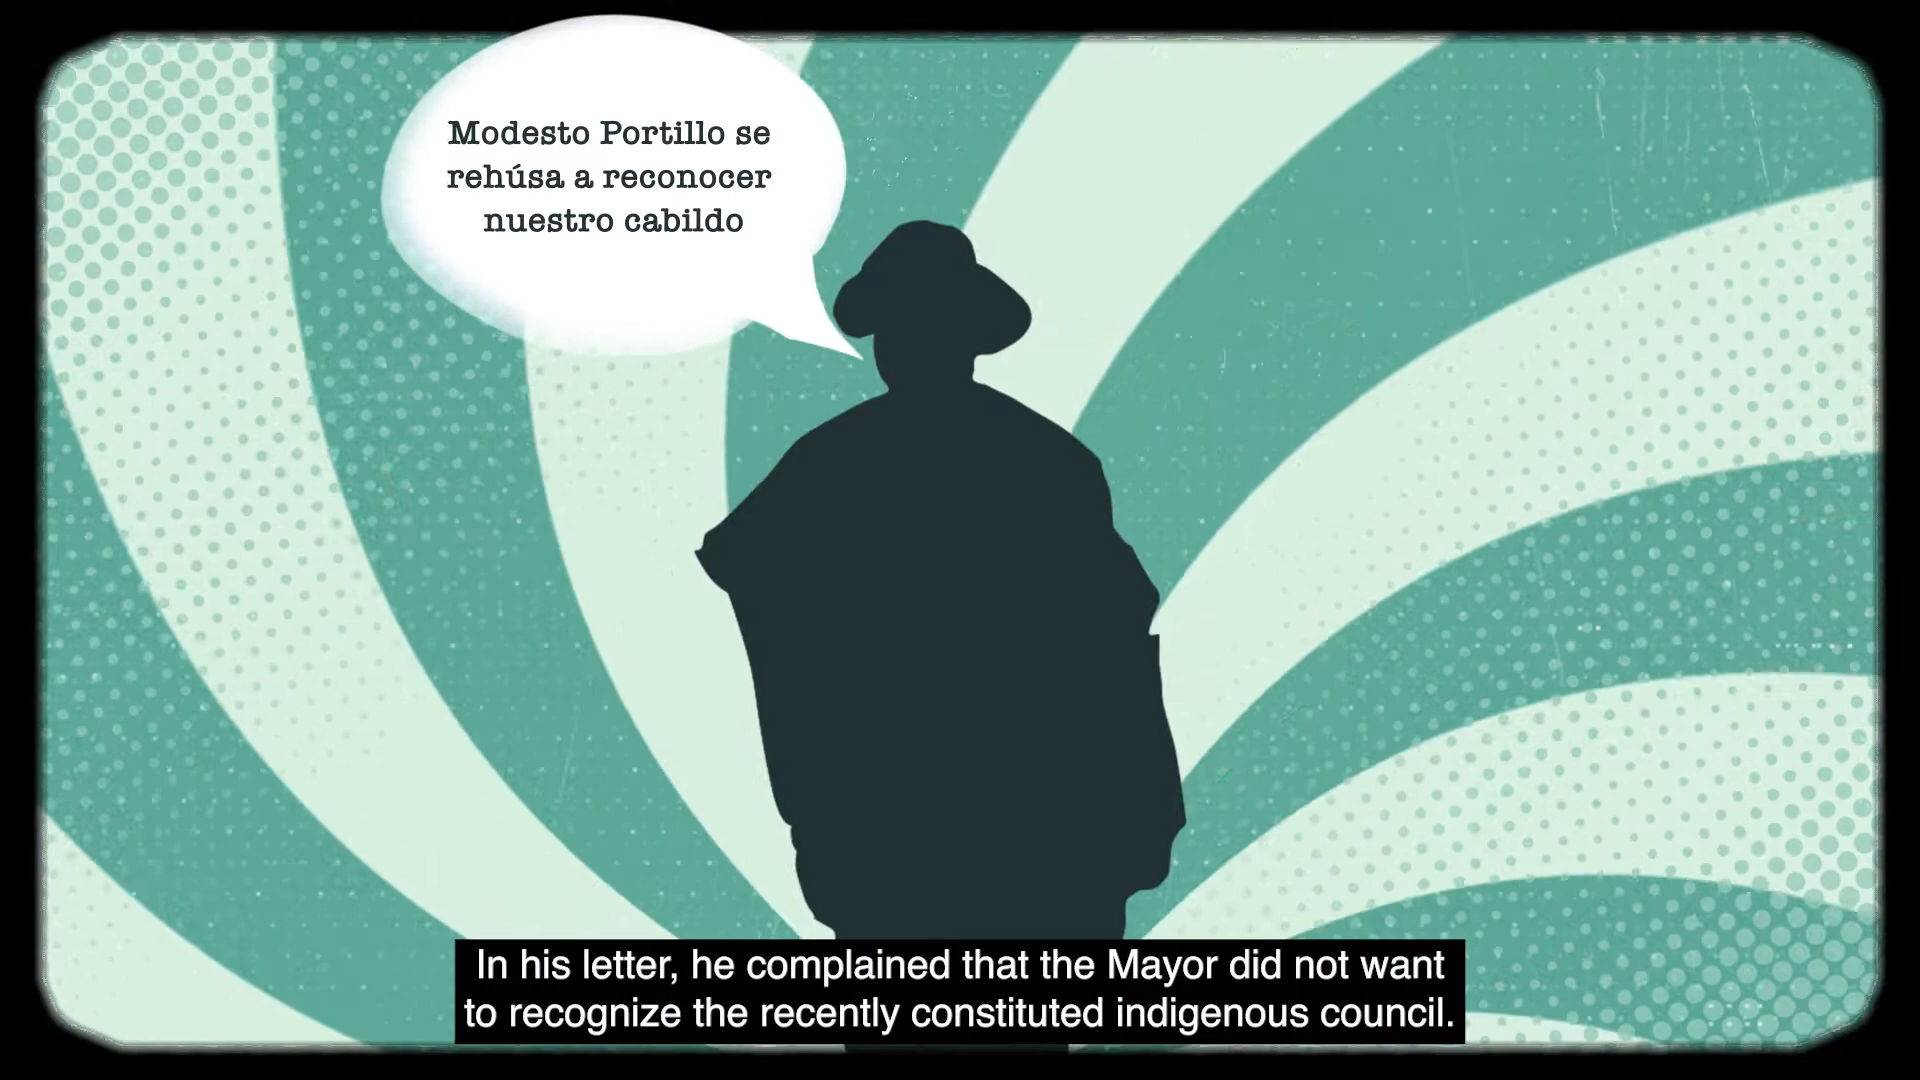 Modesto Portillo se
rehúsa a reconocer
nuestro cabildo
In his letter, he complained that the Mayor did not want
to recognize the recently constituted indigenous council.